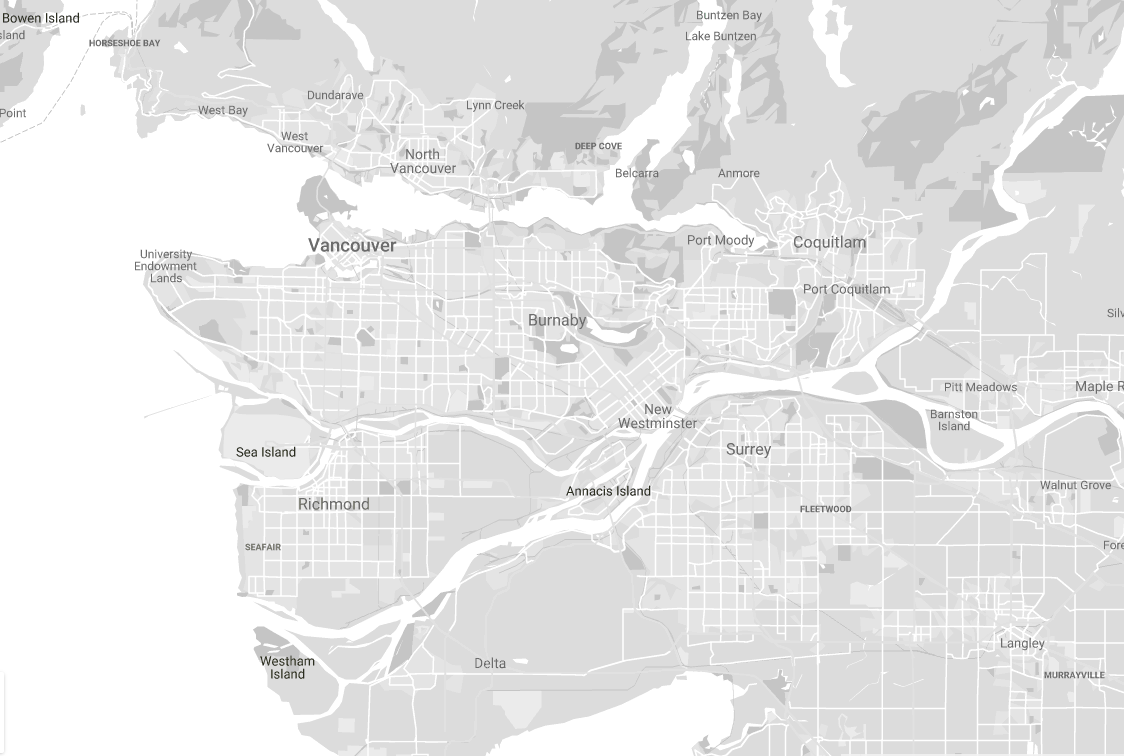 Bowen Island
sland
HORSESHOE BAY
Buntzen Bay
Lake Buntzen
Point
West Bay
Dundarave
Lynn Creek
West
Vancouver
North
Vancouver
DEEP COVE
Belcarra
Anmore
Vancouver
Port Moody
Coquitlam
University
Endowment
Lands
Port Coquitlam
Burnaby
Silv
Pitt Meadows
Maple R
New
Westminster
Barnston
Island
Sea Island
Surrey
Annacis Island
Walnut Grove
Richmond
FLEETWOOD
SEAFAIR
Fore
Westham
Island
Delta
Langley
MURRAYVILLE